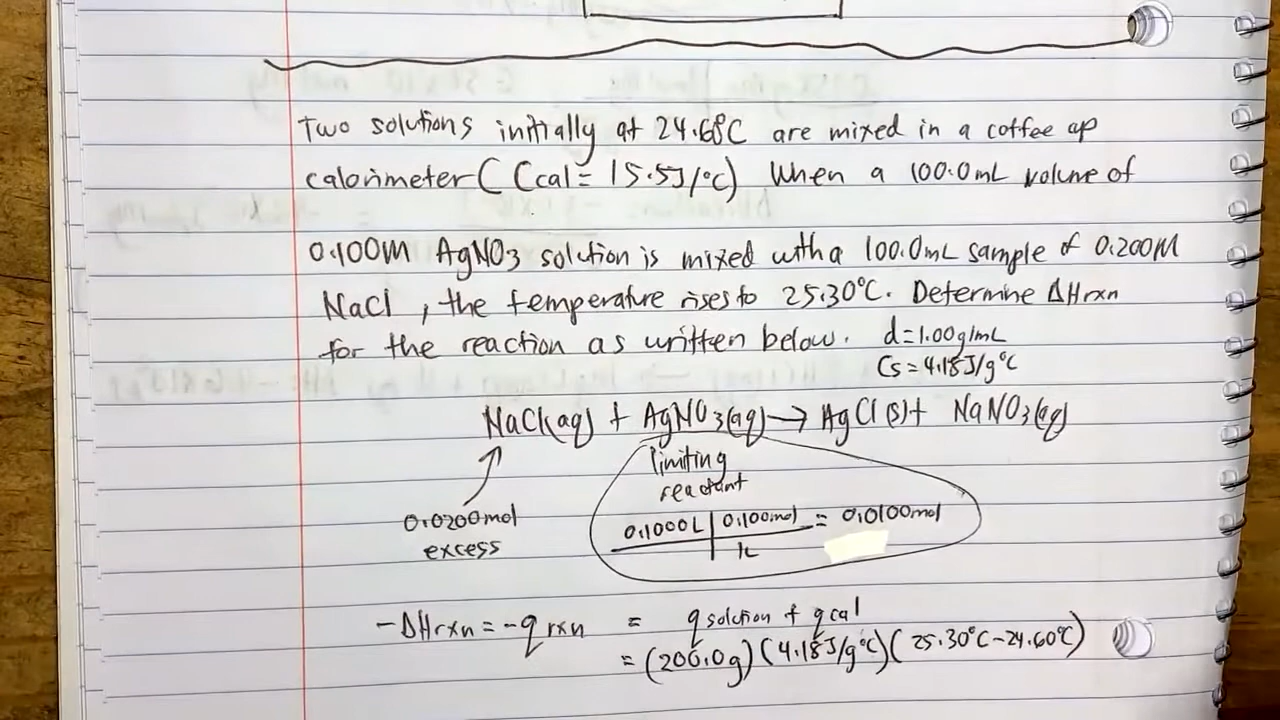 Two solutions initially at 24.60°C are mixed in a coffee cup
calorimeter (Ccal = 15.5J/°C) When a 100.0mL volume of
0.100M AgNO3 solution is mixed with a 100.0mL sample of 0.200M
NaCl, the temperature rises to 25.30°C. Determine ΔHrxn
for the reaction as written below. d=1.00g/mL
Cs = 4.18J/g°C
NaCl(aq) + AgNO3(aq) → AgCl(s) + NaNO3(aq)
limiting
reactant
0.0200mol
excess
0.1000L | 0.100mol = 0.0100mol
1L
-ΔHrxn = -qrxn = qsolution + qcal
= (200.0g)(4.18J/g°C)(25.30°C-24.60°C)